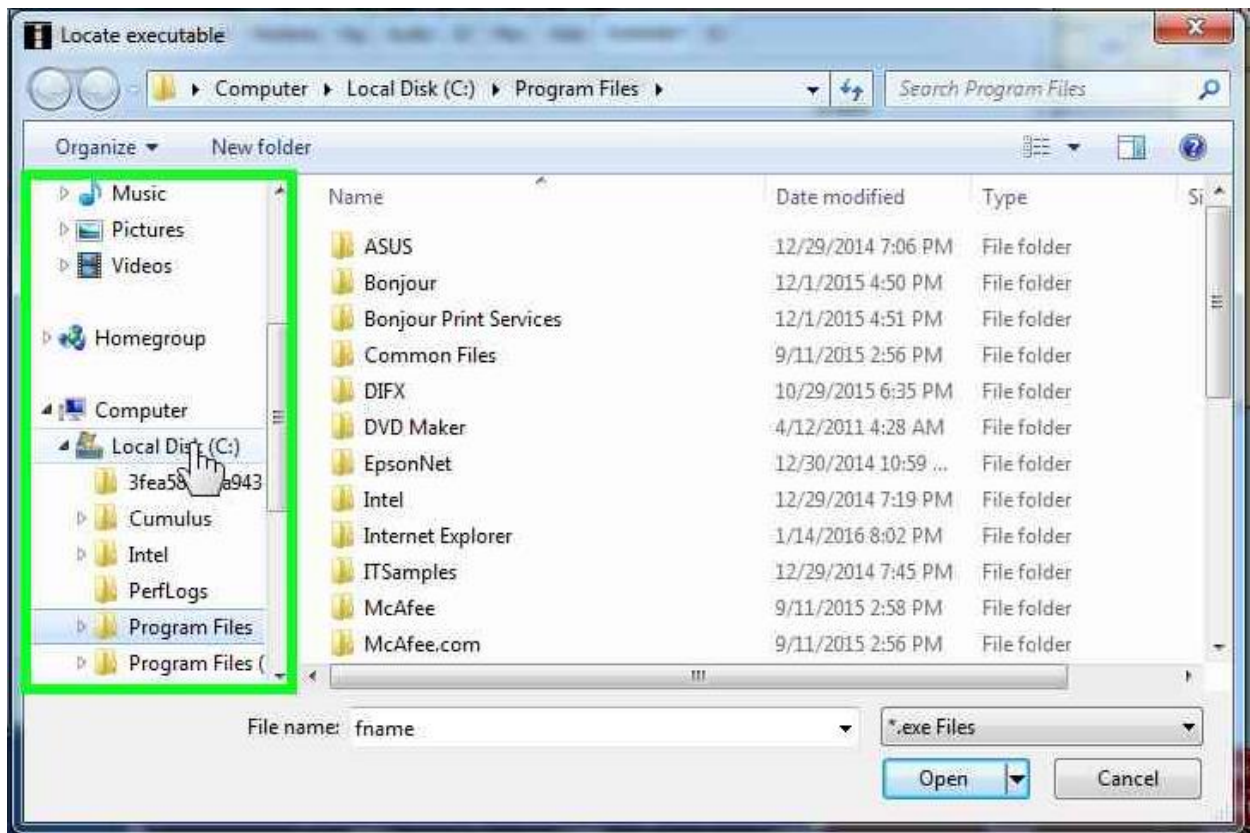 Locate executable
Computer Local Disk (C:) Program Files
Search Program Files
Organize New folder
Music
Pictures
Videos
Homegroup
Computer
Local Disk (C:)
Cumulus
Intel
PerfLogs
Program Files
Program Files (
Name Date modified Type Si
ASUS 12/29/2014 7:06 PM File folder
Bonjour 12/1/2015 4:50 PM File folder
Bonjour Print Services 12/1/2015 4:51 PM File folder
Common Files 9/11/2015 2:56 PM File folder
DIFX 10/29/2015 6:35 PM File folder
DVD Maker 4/12/2011 4:28 AM File folder
EpsonNet 12/30/2014 10:59 ... File folder
Intel 12/29/2014 7:19 PM File folder
Internet Explorer 1/14/2016 8:02 PM File folder
ITSamples 12/29/2014 7:45 PM File folder
McAfee 9/11/2015 2:58 PM File folder
McAfee.com 9/11/2015 2:56 PM File folder
File name: fname *.exe Files
Open Cancel